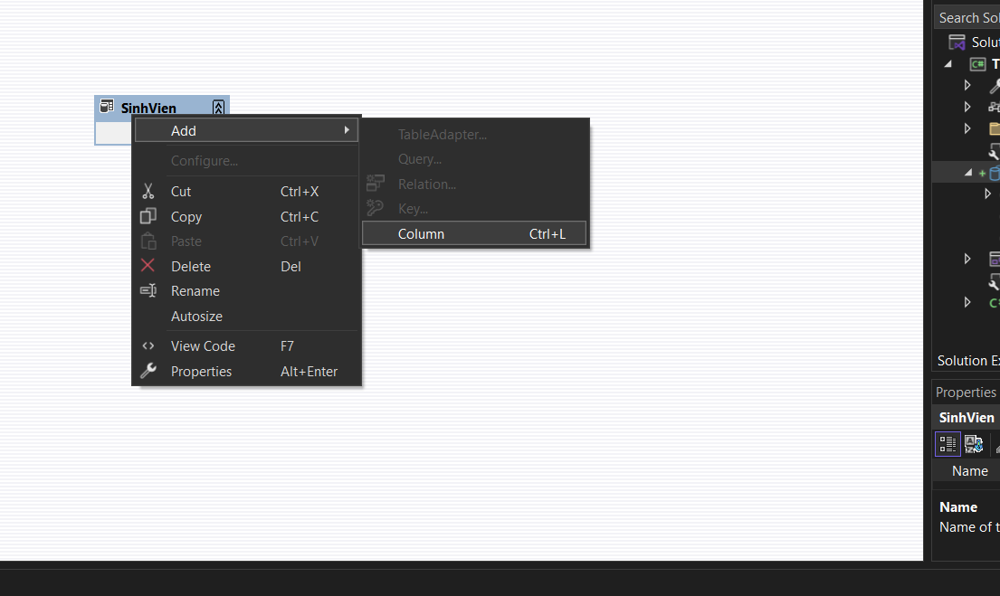 SinhVien
Add
Configure...
Cut Ctrl+X
Copy Ctrl+C
Paste Ctrl+V
Delete Del
Rename
Autosize
View Code F7
Properties Alt+Enter
TableAdapter...
Query...
Relation...
Key...
Column Ctrl+L
Search Sol
Solut
C# T
Solution Ex
Properties
SinhVien
Name
Name
Name of t